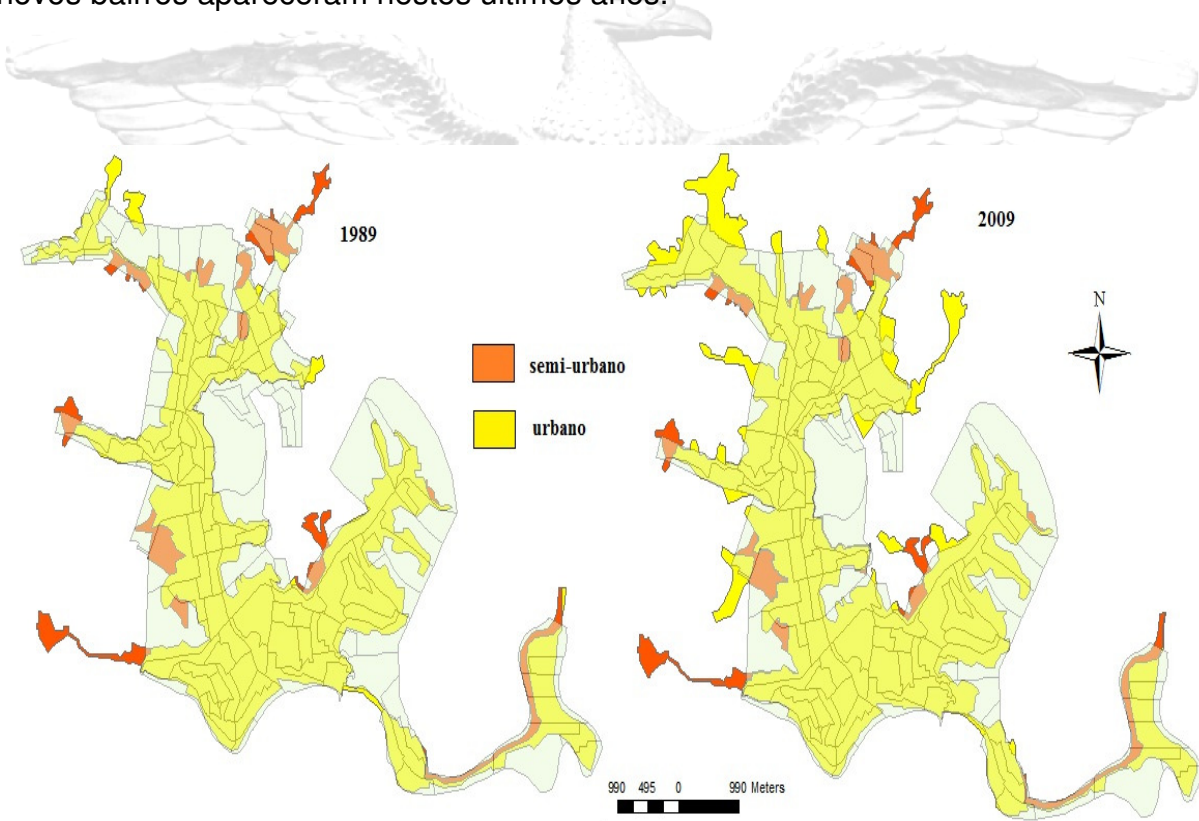 novos bairros apareceram nestes últimos anos.
1989
2009
N
semi-urbano
urbano
990 495 0 990 Meters